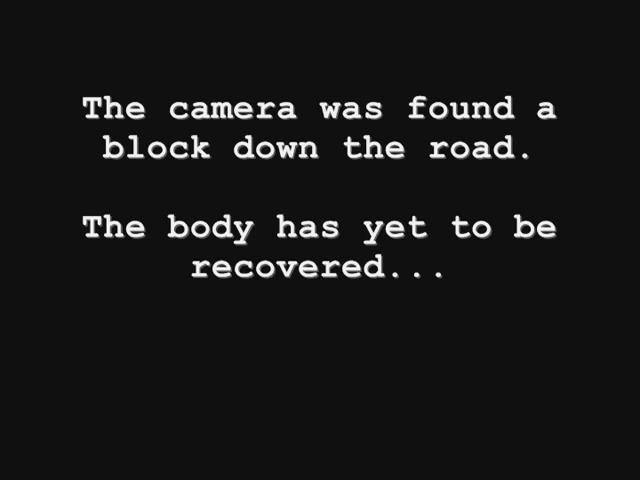 The camera was found a
block down the road.
The body has yet to be
recovered...